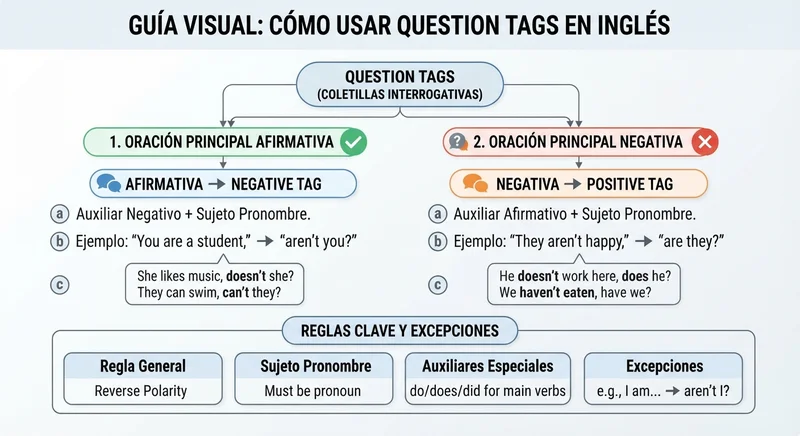 GUÍA VISUAL: CÓMO USAR QUESTION TAGS EN INGLÉS
QUESTION TAGS
(COLETILLAS INTERROGATIVAS)
1. ORACIÓN PRINCIPAL AFIRMATIVA
AFIRMATIVA → NEGATIVE TAG
a Auxiliar Negativo + Sujeto Pronombre.
b Ejemplo: “You are a student,” → “aren’t you?”
c
She likes music, doesn’t she?
They can swim, can’t they?
? 2. ORACIÓN PRINCIPAL NEGATIVA
NEGATIVA → POSITIVE TAG
a Auxiliar Afirmativo + Sujeto Pronombre.
b Ejemplo: “They aren’t happy,” → “are they?”
c
He doesn’t work here, does he?
We haven’t eaten, have we?
REGLAS CLAVE Y EXCEPCIONES
Regla General
Reverse Polarity
Sujeto Pronombre
Must be pronoun
Auxiliares Especiales
do/does/did for main verbs
Excepciones
e.g., I am... → aren’t I?